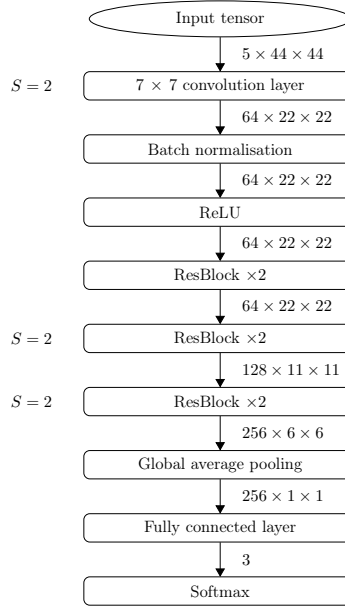 Input tensor
5 × 44 × 44
S = 2
7 × 7 convolution layer
64 × 22 × 22
Batch normalisation
64 × 22 × 22
ReLU
64 × 22 × 22
ResBlock ×2
64 × 22 × 22
S = 2
ResBlock ×2
128 × 11 × 11
S = 2
ResBlock ×2
256 × 6 × 6
Global average pooling
256 × 1 × 1
Fully connected layer
3
Softmax